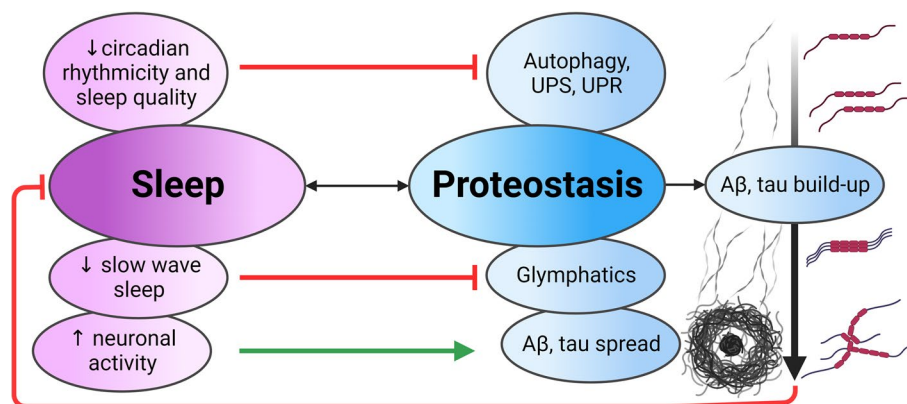 ↓circadian
rhythmicity and
sleep quality
Autophagy,
UPS, UPR
Sleep
Proteostasis
Aβ, tau build-up
↓ slow wave
sleep
Glymphatics
↑ neuronal
activity
Aβ, tau spread